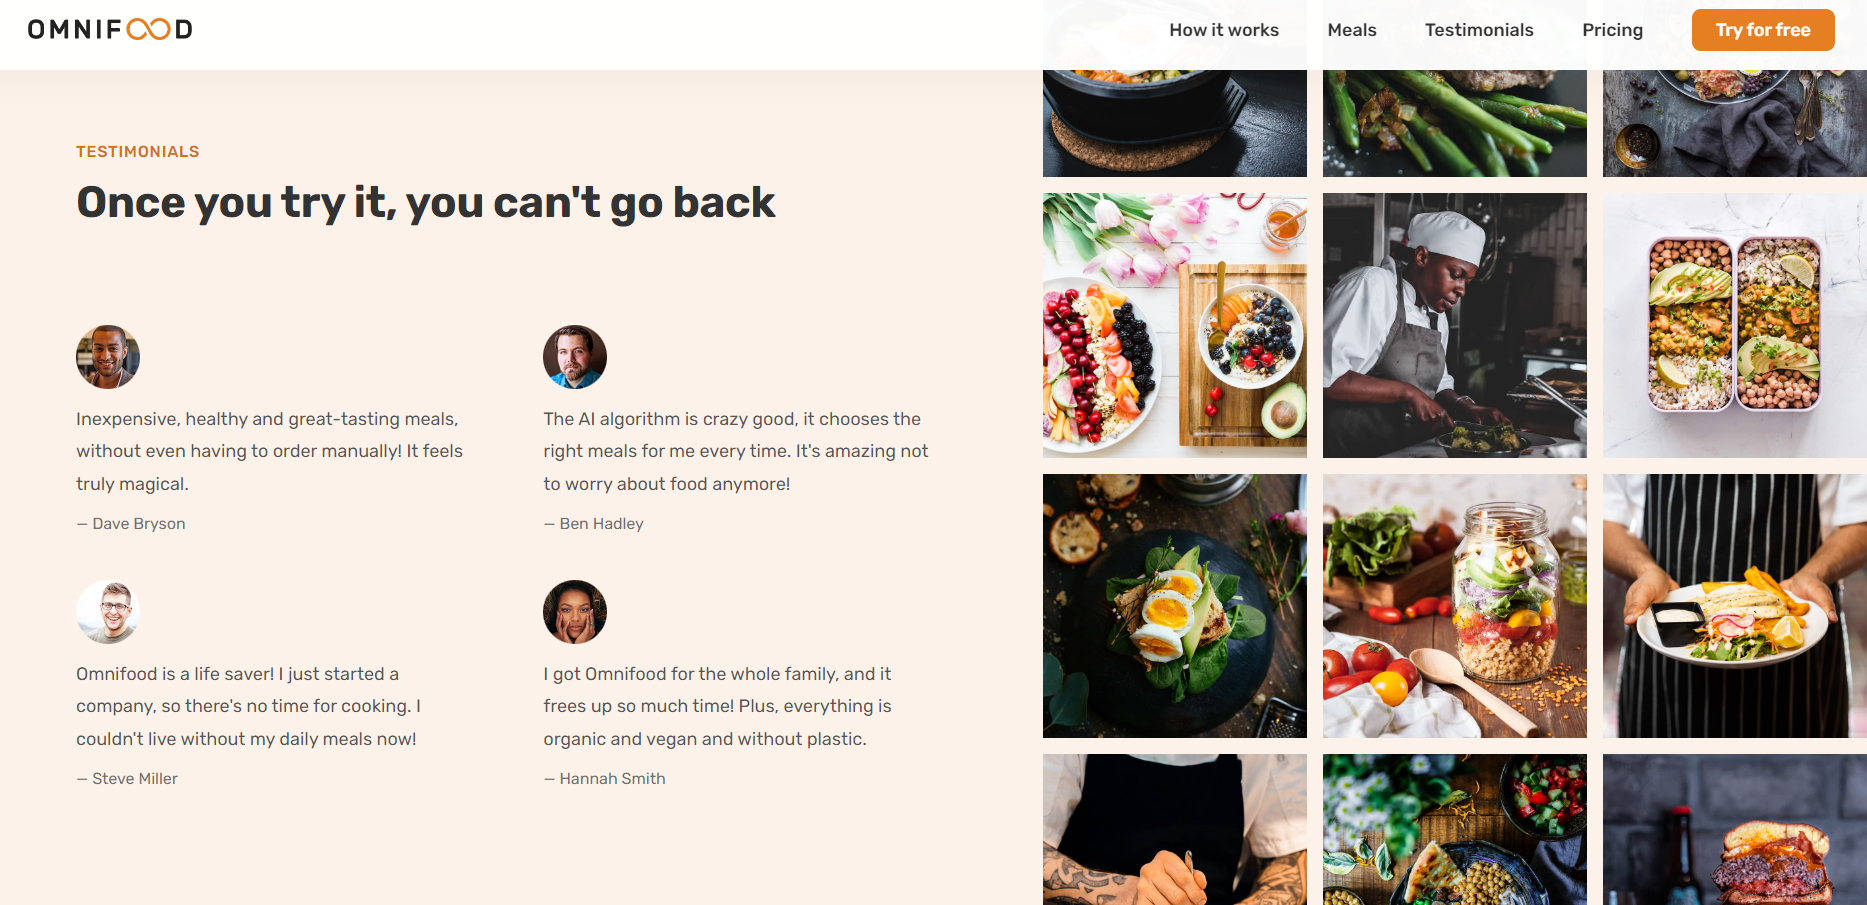 OMNIFOOD
How it works
Meals
Testimonials
Pricing
Try for free
TESTIMONIALS
Once you try it, you can't go back
Inexpensive, healthy and great-tasting meals,
without even having to order manually! It feels
truly magical.
— Dave Bryson
The AI algorithm is crazy good, it chooses the
right meals for me every time. It's amazing not
to worry about food anymore!
— Ben Hadley
Omnifood is a life saver! I just started a
company, so there's no time for cooking. I
couldn't live without my daily meals now!
— Steve Miller
I got Omnifood for the whole family, and it
frees up so much time! Plus, everything is
organic and vegan and without plastic.
— Hannah Smith